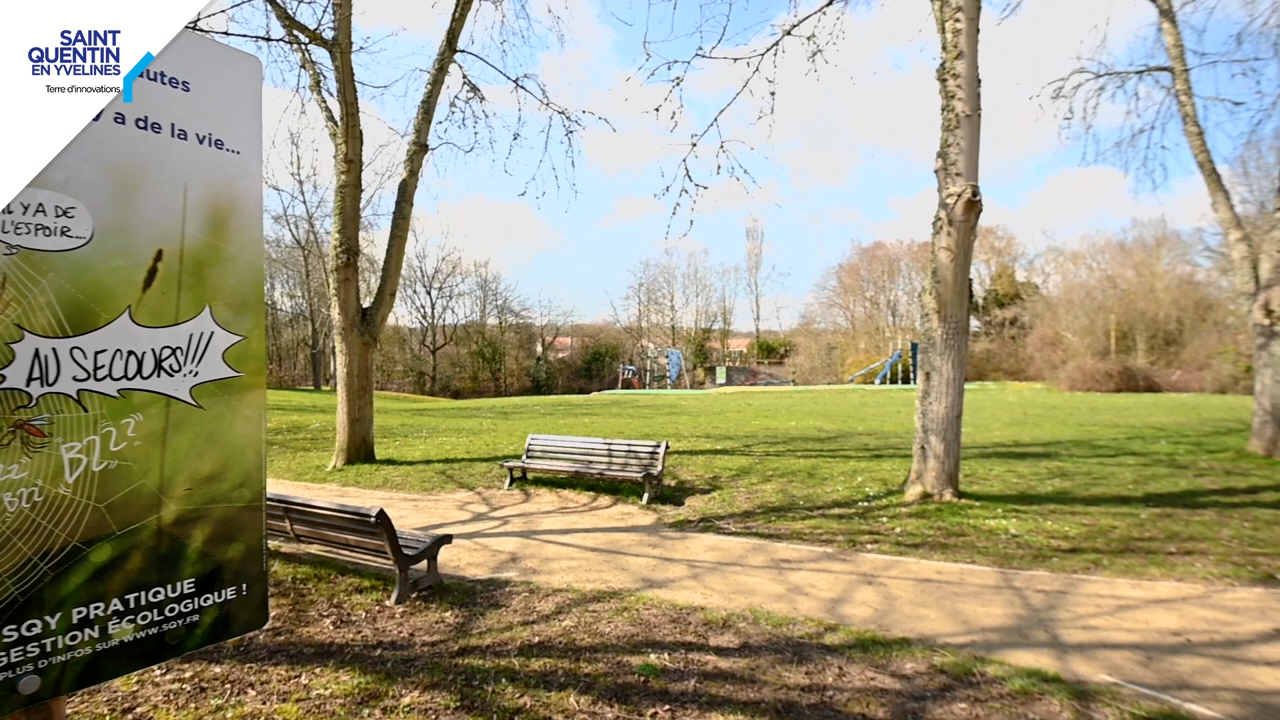 SAINT
QUENTIN
EN YVELINES
Terre d'innovations
y a de la vie...
IL Y A DE
L'ESPOIR...
AU SECOURS!!!
BZZZ
BZZ
SQY PRATIQUE
GESTION ÉCOLOGIQUE !
PLUS D'INFOS SUR WWW.SQY.FR